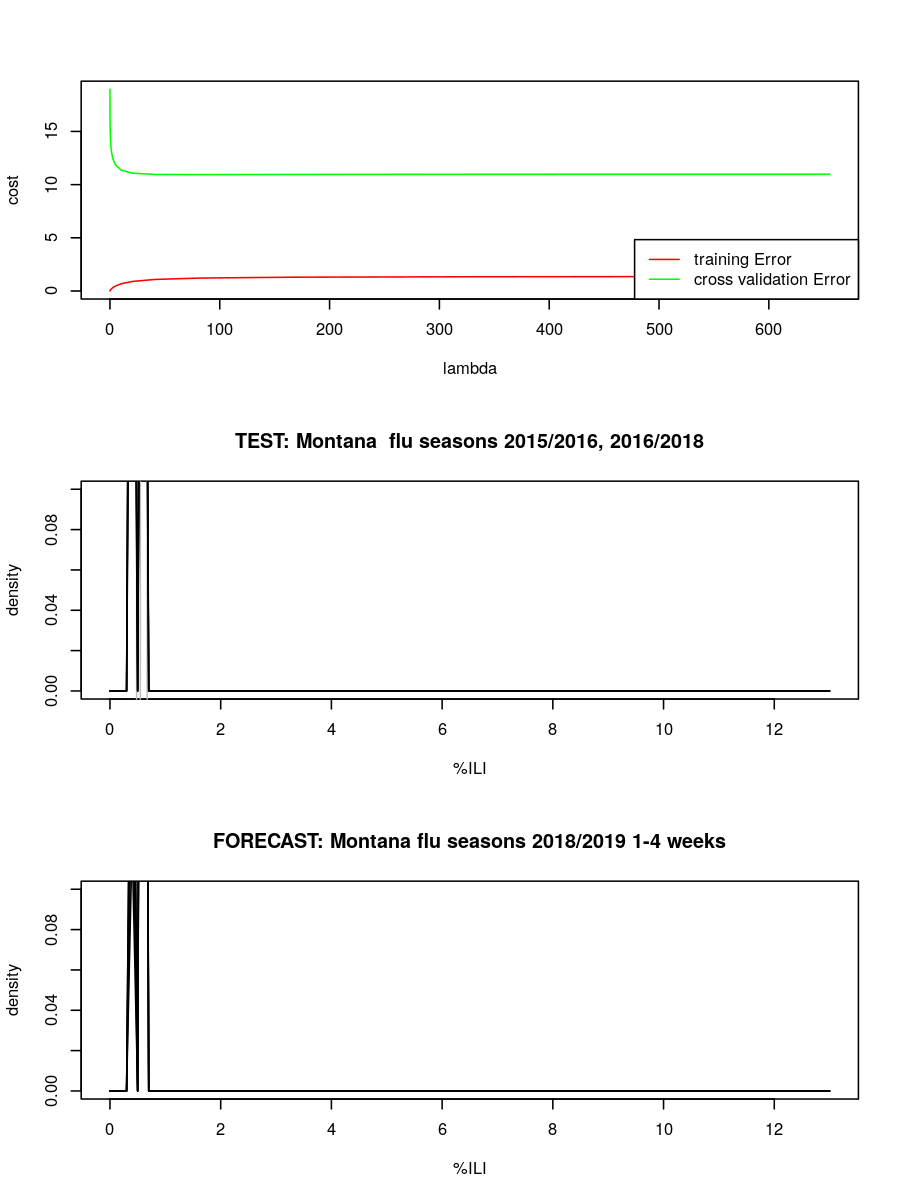 15
10
5
0
cost
training Error
cross validation Error
0 100 200 300 400 500 600
lambda
TEST: Montana  flu seasons 2015/2016, 2016/2018
0.08
0.04
0.00
density
0 2 4 6 8 10 12
%ILI
FORECAST: Montana flu seasons 2018/2019 1-4 weeks
0.08
0.04
0.00
density
0 2 4 6 8 10 12
%ILI